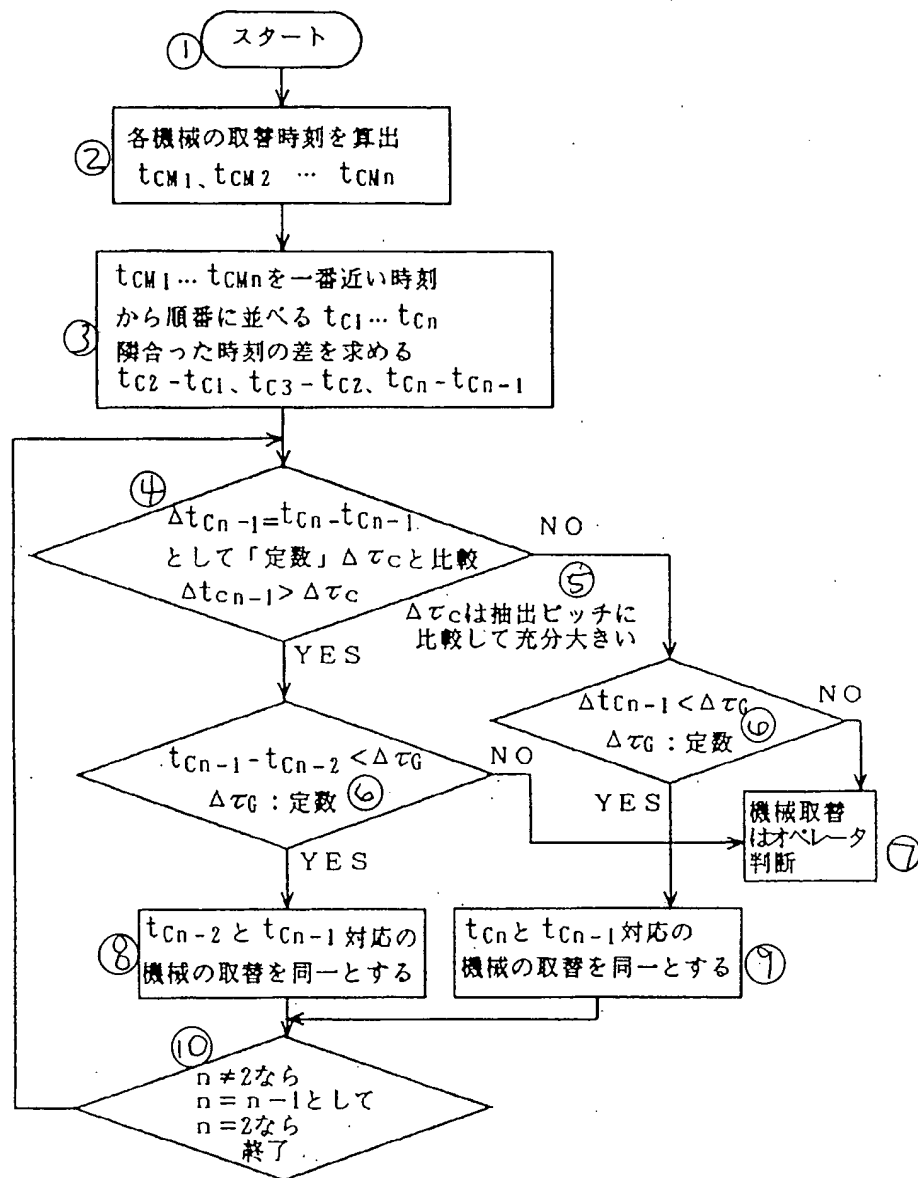 ① スタート
②
各機械の取替時刻を算出
tCM1、tCM2 … tCMn
③
tCM1…tCMnを一番近い時刻
から順番に並べる tC1…tCn
隣合った時刻の差を求める
tC2-tC1、tC3-tC2、tCn-tCn-1
④
ΔtCn-1=tCn-tCn-1
として「定数」Δτcと比較
Δtcn-1>Δτc
NO
YES
⑤
Δτcは抽出ピッチに
比較して充分大きい
ΔtCn-1<ΔτG
ΔτG:定数 ⑥
NO
YES
tCn-1-tCn-2<ΔτG
ΔτG:定数 ⑥
NO
YES
機械取替
はオペレータ
判断
⑦
⑧
tCn-2とtCn-1対応の
機械の取替を同一とする
tCnとtCn-1対応の
機械の取替を同一とする
⑨
⑩
n≠2なら
n=n-1として
n=2なら
終了